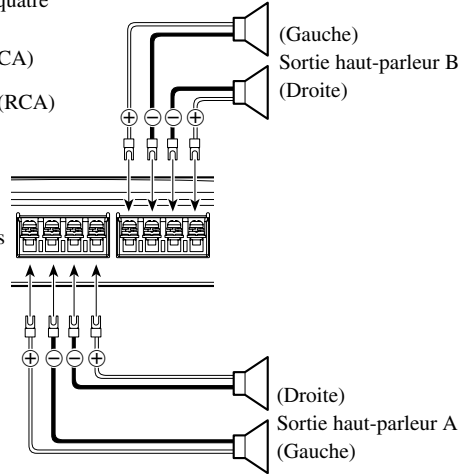 quatre
(Gauche)
Sortie haut-parleur B
CA)
(Droite)
(RCA)
+ − − +
s
+ − − +
(Droite)
Sortie haut-parleur A
(Gauche)